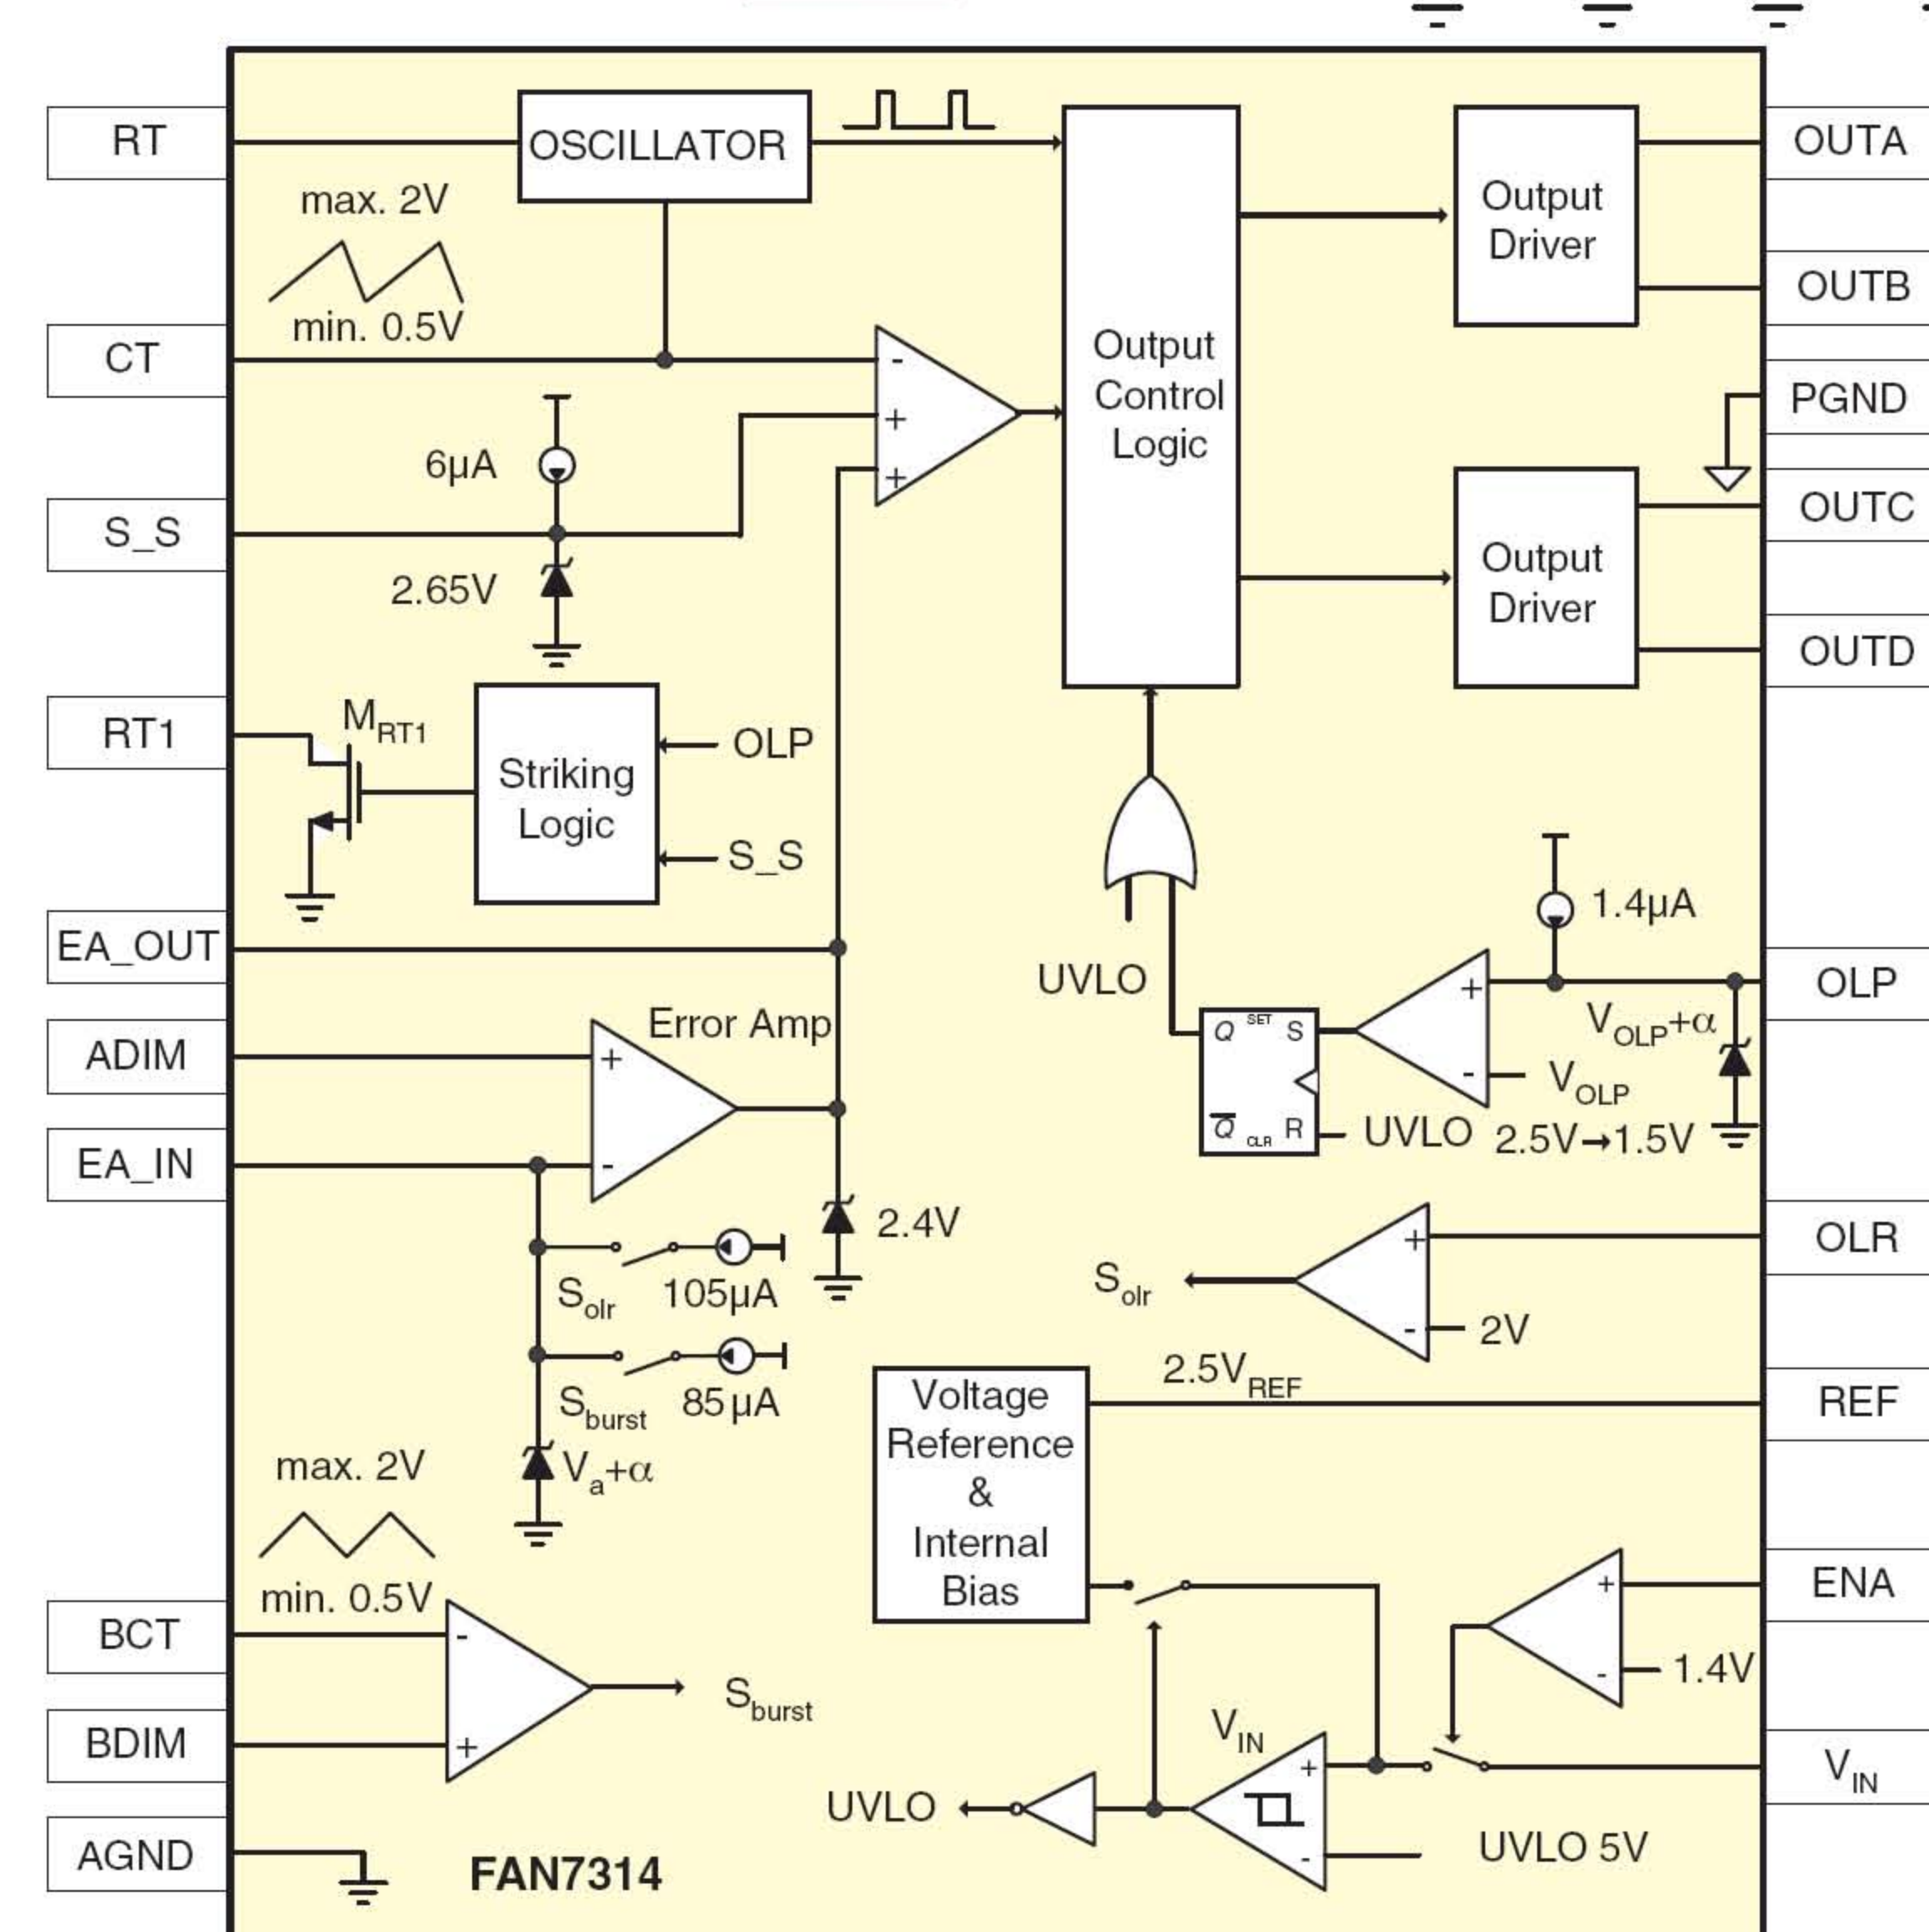 RT
OSCILLATOR
max. 2V
min. 0.5V
CT
-
+
+
6µA
S_S
2.65V
Output
Control
Logic
Output
Driver
OUTA
OUTB
PGND
Output
Driver
OUTC
OUTD
RT1
MRT1
Striking
Logic
OLP
S_S
EA_OUT
ADIM
Error Amp
+
-
EA_IN
2.4V
Solr
105µA
Sburst
85µA
Va+α
UVLO
Q SET S
Q CLR R
UVLO
1.4µA
+
-
VOLP+α
VOLP
2.5V→1.5V
OLP
Solr
+
-
2V
OLR
Voltage
Reference
&
Internal
Bias
2.5VREF
REF
max. 2V
min. 0.5V
BCT
-
+
Sburst
BDIM
AGND
FAN7314
+
-
1.4V
ENA
VIN
+
-
UVLO
UVLO 5V
VIN